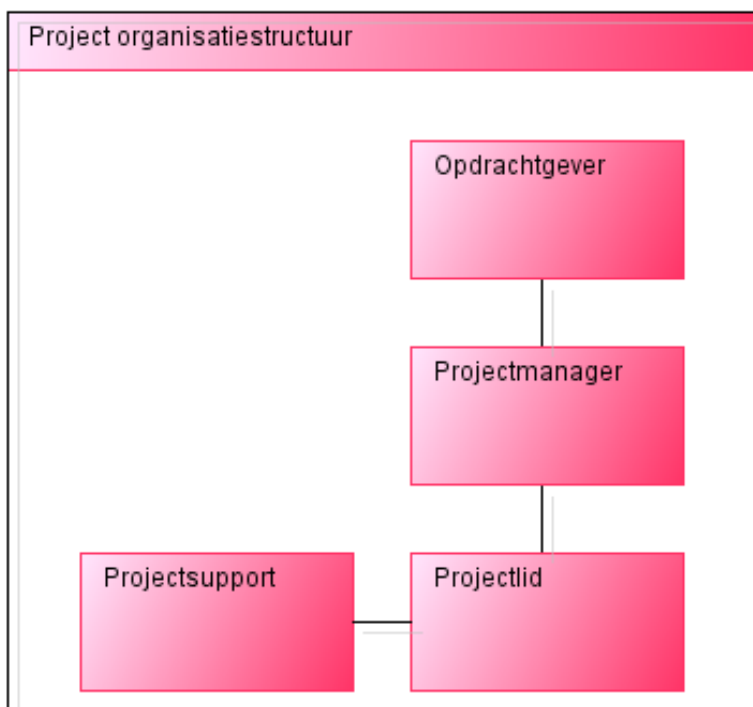 Project organisatiestructuur
Opdrachtgever
Projectmanager
Projectsupport
Projectlid